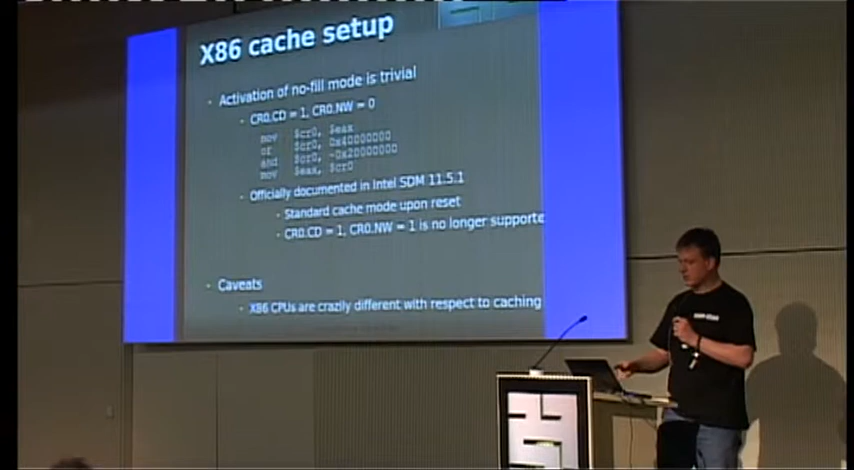 X86 cache setup
Activation of no-fill mode is trivial
CR0.CD = 1, CR0.NW = 0
mov $cr0, $eax
or $cr0, 0x40000000
and $cr0, ~0x20000000
mov $eax, $cr0
Officially documented in Intel SDM 11.5.1
Standard cache mode upon reset
CR0.CD = 1, CR0.NW = 1 is no longer supporte
Caveats
X86 CPUs are crazily different with respect to caching